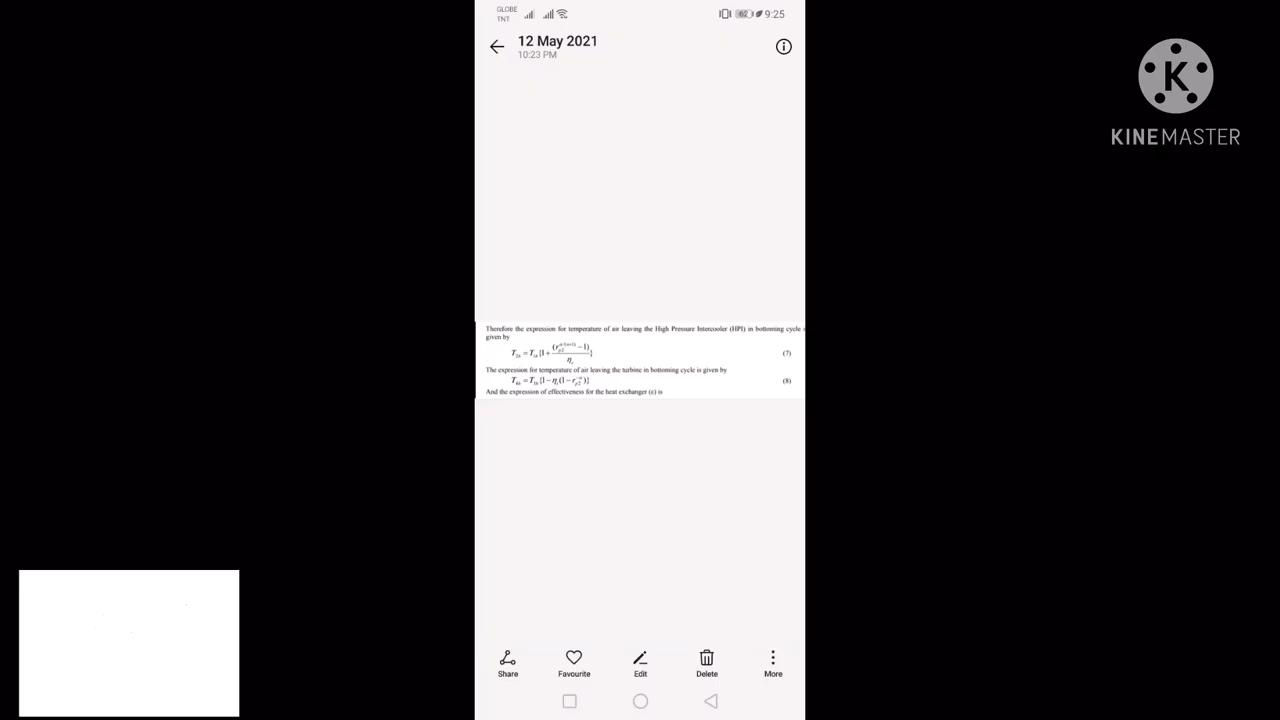 GLOBE
TNT
62
9:25
12 May 2021
10:23 PM
K
KINEMASTER
Therefore the expression for temperature of air leaving the High Pressure Intercooler (HPI) in bottoming cycle
given by
(7)
The expression for temperature of air leaving the turbine in bottoming cycle is given by
(8)
And the expression of effectiveness for the heat exchanger (ε) is
Share
Favourite
Edit
Delete
More